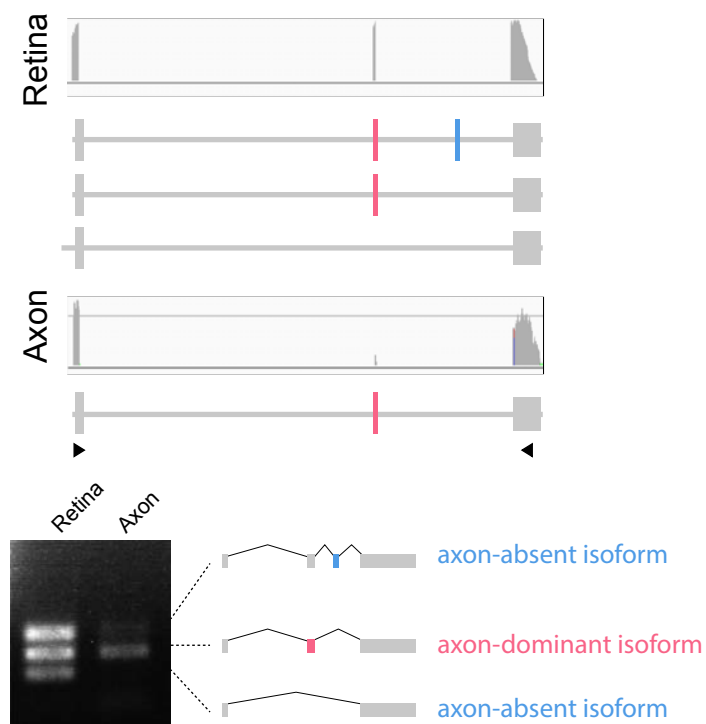 Retina
Axon
Retina
Axon
axon-absent isoform
axon-dominant isoform
axon-absent isoform